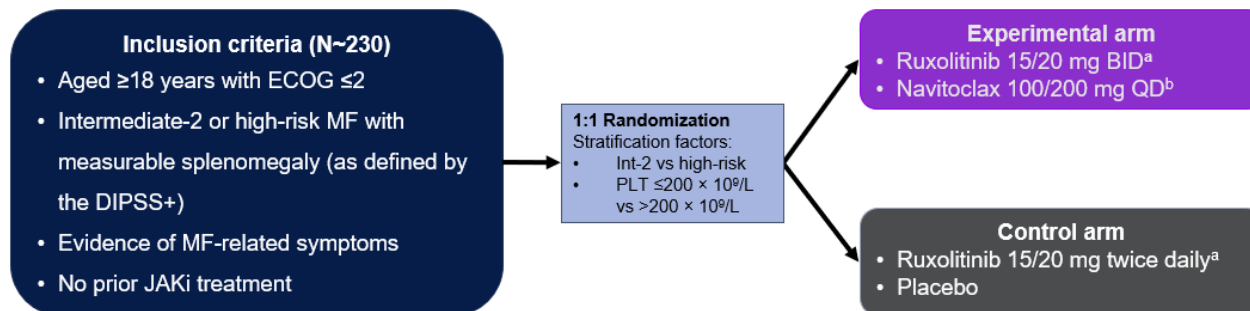 Inclusion criteria (N~230)
• Aged ≥18 years with ECOG ≤2
• Intermediate-2 or high-risk MF with
measurable splenomegaly (as defined by
the DIPSS+)
• Evidence of MF-related symptoms
• No prior JAKi treatment
1:1 Randomization
Stratification factors:
• Int-2 vs high-risk
• PLT ≤200 × 10⁹/L
vs >200 × 10⁹/L
Experimental arm
• Ruxolitinib 15/20 mg BIDᵃ
• Navitoclax 100/200 mg QDᵇ
Control arm
• Ruxolitinib 15/20 mg twice dailyᵃ
• Placebo